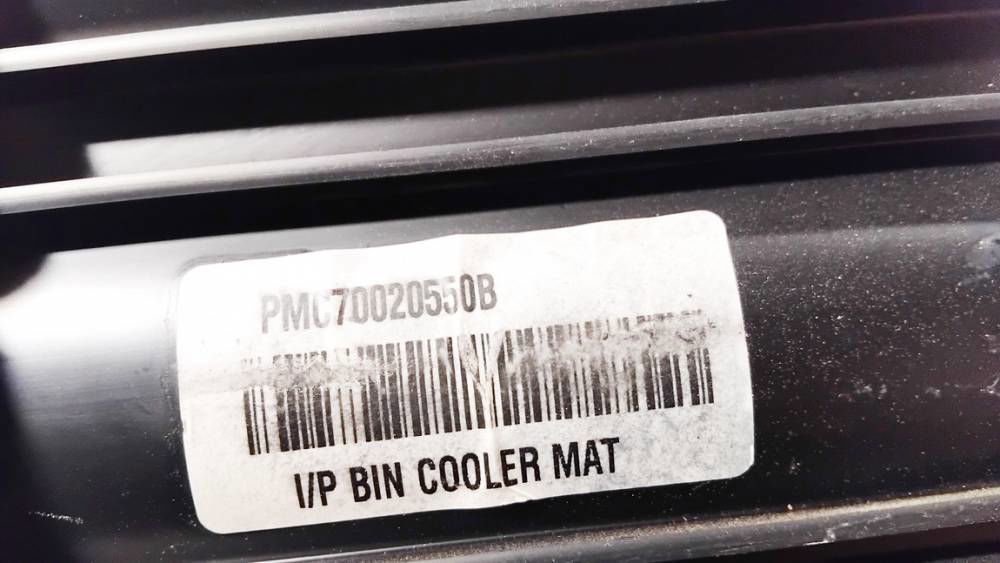 PMC70020550B
I/P BIN COOLER MAT